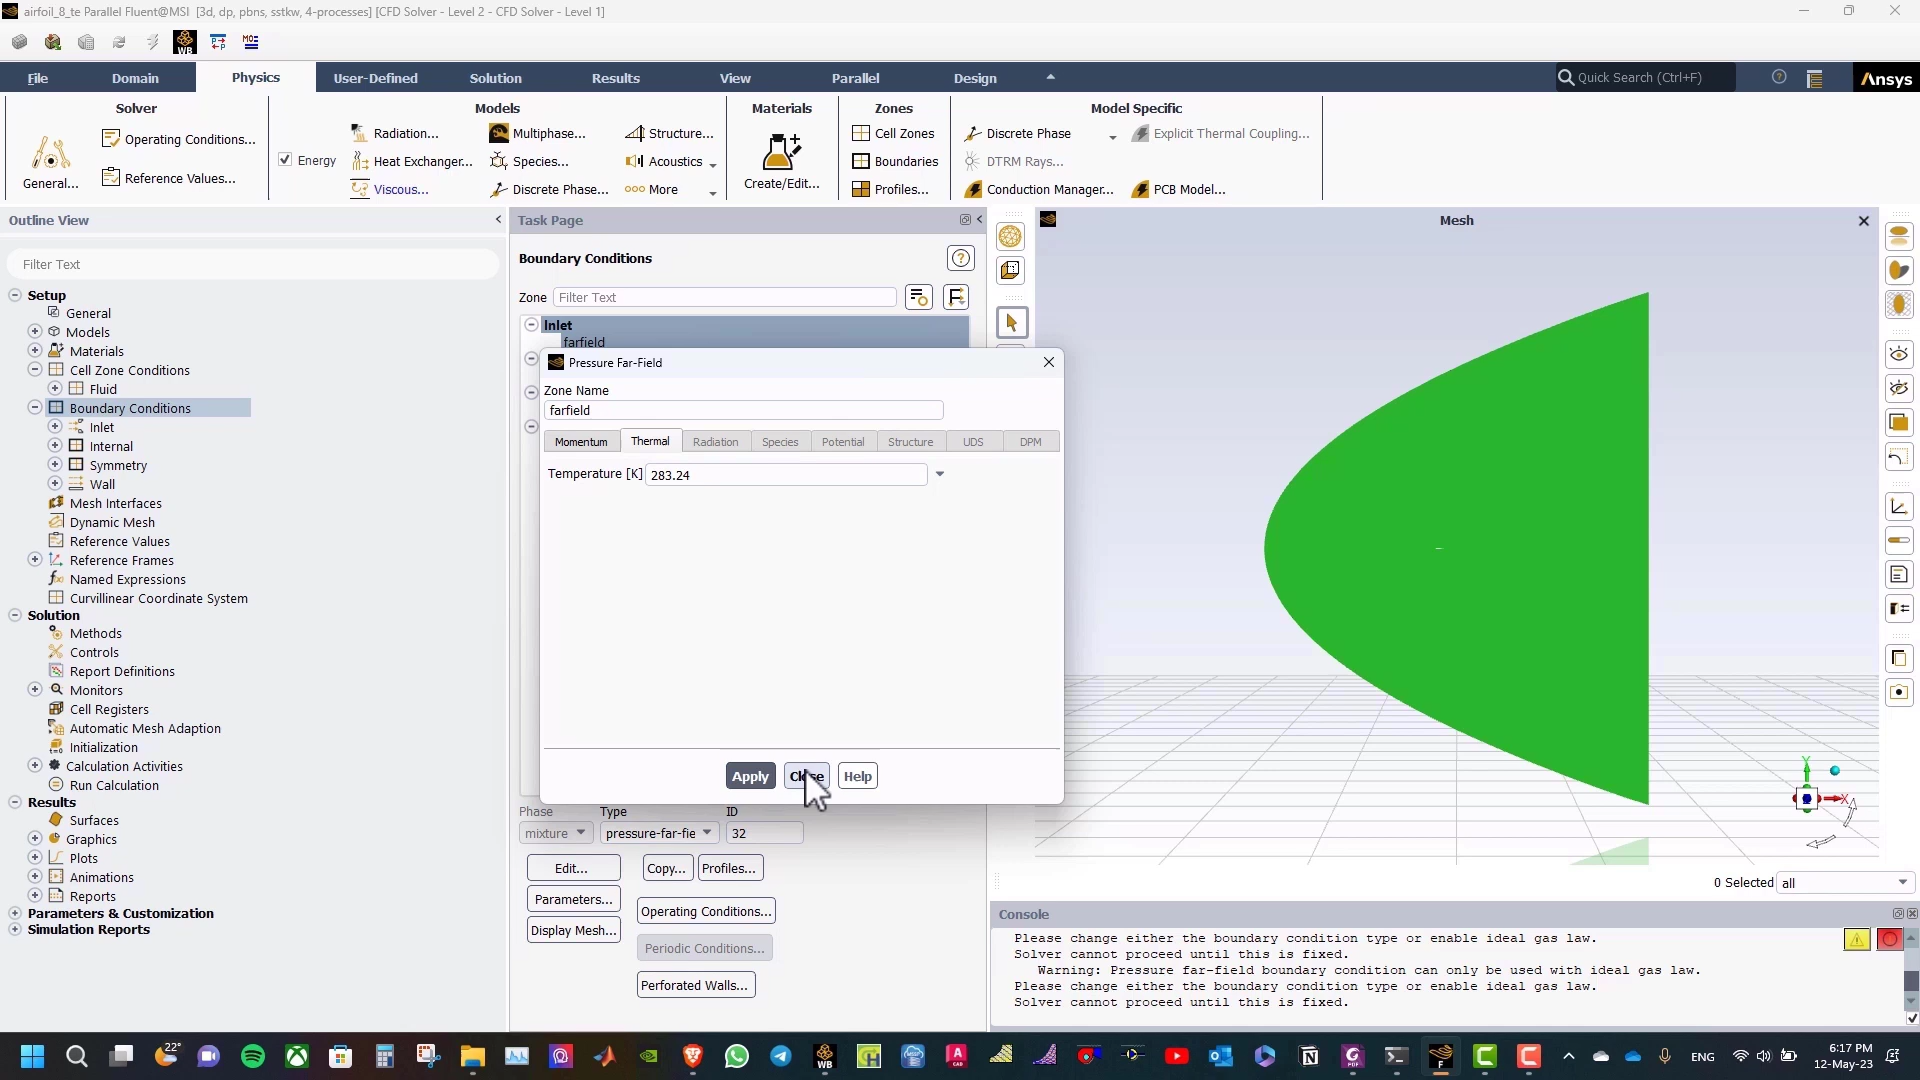 airfoil_8_te Parallel Fluent@MSI [3d, dp, pbns, sstkw, 4-processes] [CFD Solver - Level 2 - CFD Solver - Level 1]
WB
File Domain Physics User-Defined Solution Results View Parallel Design Quick Search (Ctrl+F) Ansys
Solver Models Materials Zones Model Specific
General... Operating Conditions... Reference Values...
Energy Radiation... Multiphase... Structure...
Heat Exchanger... Species... Acoustics
Viscous... Discrete Phase... More
Create/Edit...
Cell Zones Boundaries Profiles...
Discrete Phase Explicit Thermal Coupling...
DTRM Rays...
Conduction Manager... PCB Model...
Outline View
Filter Text
Setup
General
Models
Materials
Cell Zone Conditions
Fluid
Boundary Conditions
Inlet
Internal
Symmetry
Wall
Mesh Interfaces
Dynamic Mesh
Reference Values
Reference Frames
Named Expressions
Curvillinear Coordinate System
Solution
Methods
Controls
Report Definitions
Monitors
Cell Registers
Automatic Mesh Adaption
Initialization
Calculation Activities
Run Calculation
Results
Surfaces
Graphics
Plots
Animations
Reports
Parameters & Customization
Simulation Reports
Task Page
Boundary Conditions
Zone Filter Text
Inlet
farfield
Pressure Far-Field
Zone Name
farfield
Momentum Thermal Radiation Species Potential Structure UDS DPM
Temperature [K] 283.24
Apply Close Help
Phase Type ID
mixture pressure-far-fie 32
Edit... Copy... Profiles...
Parameters... Operating Conditions...
Display Mesh... Periodic Conditions...
Perforated Walls...
Mesh
Y
X
0 Selected all
Console
Please change either the boundary condition type or enable ideal gas law.
Solver cannot proceed until this is fixed.
Warning: Pressure far-field boundary condition can only be used with ideal gas law.
Please change either the boundary condition type or enable ideal gas law.
Solver cannot proceed until this is fixed.
22°
WB
ENG
6:17 PM
12-May-23